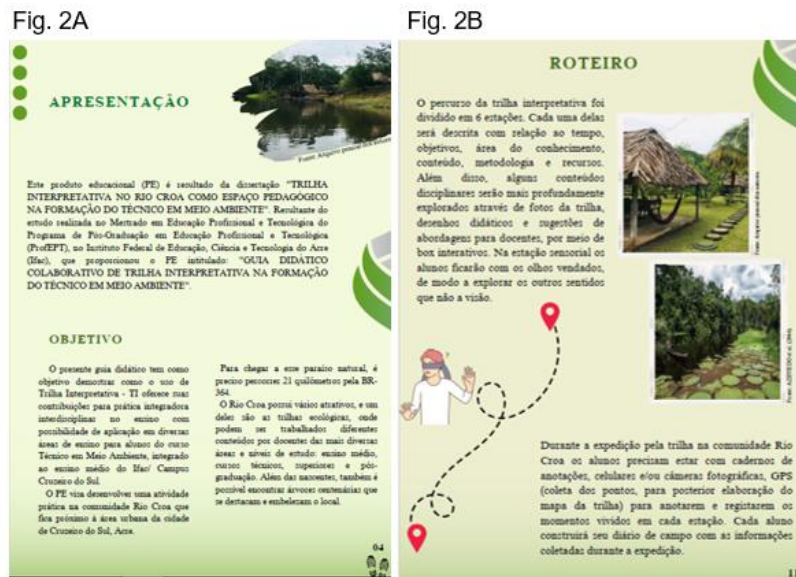 Fig. 2A
APRESENTAÇÃO
Este produto educacional (PE) é resultado da dissertação "TRILHA
INTERPRETATIVA NO RIO CROA COMO ESPAÇO PEDAGÓGICO
NA FORMAÇÃO DO TÉCNICO EM MEIO AMBIENTE". Resultante do
estudo realizada no Mestrado em Educação Profissional e Tecnológica do
Programa de Pós-Graduação em Educação Profissional e Tecnológica
(ProfEPT), no Instituto Federal de Educação, Ciência e Tecnologia do Acre
(Ifac), que proporcionou o PE intitulado: "GUIA DIDÁTICO
COLABORATIVO DE TRILHA INTERPRETATIVA NA FORMAÇÃO
DO TÉCNICO EM MEIO AMBIENTE".
OBJETIVO
O presente guia didático tem como
objetivo demostrar como o uso de
Trilha Interpretativa - TI oferece suas
contribuições para prática integradora
interdisciplinas no ensino com
possibilidade de aplicação em diversas
áreas de ensino para alunos do curso
Técnico em Meio Ambiente, integrado
ao ensino médio do Ifac/ Campus
Cruzeiro do Sul.
O PE visa desenvolver uma atividade
prática na comunidade Rio Croa que
fica próximo à área urbana da cidade
de Cruzeiro do Sul, Acre.
Para chegar a esse paraíso natural, é
preciso percorrer 21 quilômetros pela BR-
364.
O Rio Croa possui vários atrativos, e um
deles são as trilhas ecológicas, onde
podem ser trabalhados diferentes
conteúdos por docentes das mais diversas
áreas e níveis de estudo: ensino médio,
cursos técnicos, superiores e pós-
graduação. Além das nascentes, também é
possível encontrar árvores centenárias que
se destacam e embelezam o local.
04
Fig. 2B
ROTEIRO
O percurso da trilha interpretativa foi
dividido em 6 estações. Cada uma delas
será descrita com relação ao tempo,
objetivos, área do conhecimento,
conteúdo, metodologia e recursos.
Além disso, alguns conteúdos
disciplinares serão mais profundamente
explorados através de fotos da trilha,
desenhos didáticos e sugestões de
abordagens para docentes, por meio de
box interativos. Na estação sensorial os
alunos ficarão com os olhos vendados,
de modo a explorar os outros sentidos
que não a visão.
Durante a expedição pela trilha na comunidade Rio
Croa os alunos precisam estar com cadernos de
anotações, celulares e/ou câmeras fotográficas, GPS
(coleta dos pontos, para posterior elaboração do
mapa da trilha) para anotarem e registarem os
momentos vividos em cada estação. Cada aluno
construirá seu diário de campo com as informações
coletadas durante a expedição.